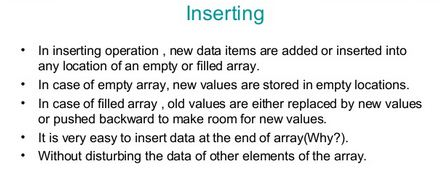 Inserting
• In inserting operation , new data items are added or inserted into
any location of an empty or filled array.
• In case of empty array, new values are stored in empty locations.
• In case of filled array , old values are either replaced by new values
or pushed backward to make room for new values.
• It is very easy to insert data at the end of array(Why?).
• Without disturbing the data of other elements of the array.